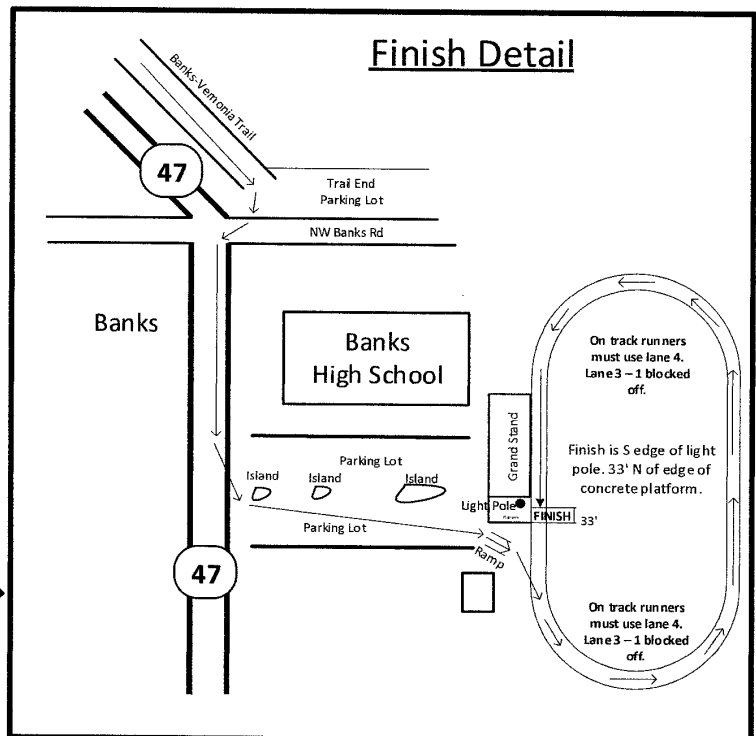 Finish Detail
Banks-Vernonia Trail
47
Trail End
Parking Lot
NW Banks Rd
Banks
Banks
High School
On track runners
must use lane 4.
Lane 3 – 1 blocked
off.
Grand Stand
Finish is S edge of light
pole. 33' N of edge of
concrete platform.
Parking Lot
Island
Island
Island
Light Pole
FINISH
33'
Parking Lot
Ramp
47
On track runners
must use lane 4.
Lane 3 – 1 blocked
off.